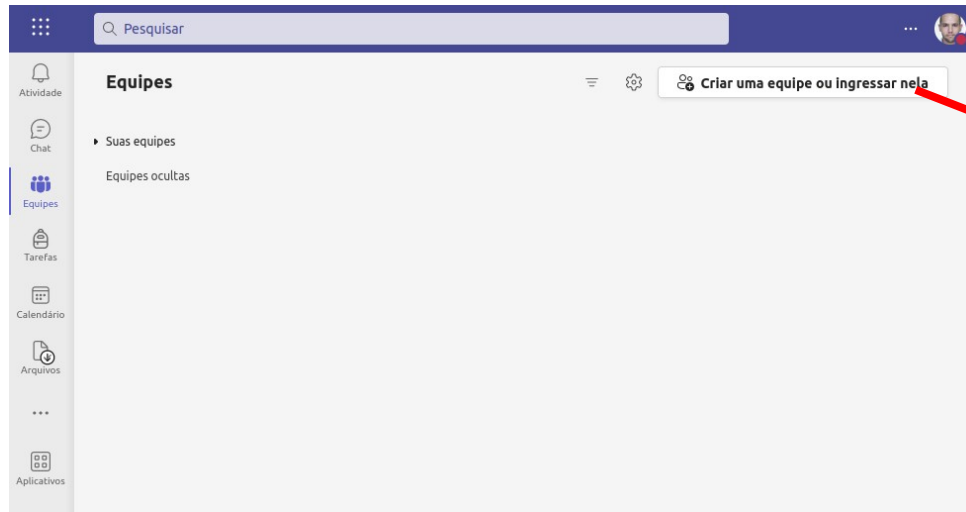 Pesquisar
Atividade
Equipes
Criar uma equipe ou ingressar nela
Chat
Suas equipes
Equipes ocultas
Equipes
Tarefas
Calendário
Arquivos
Aplicativos